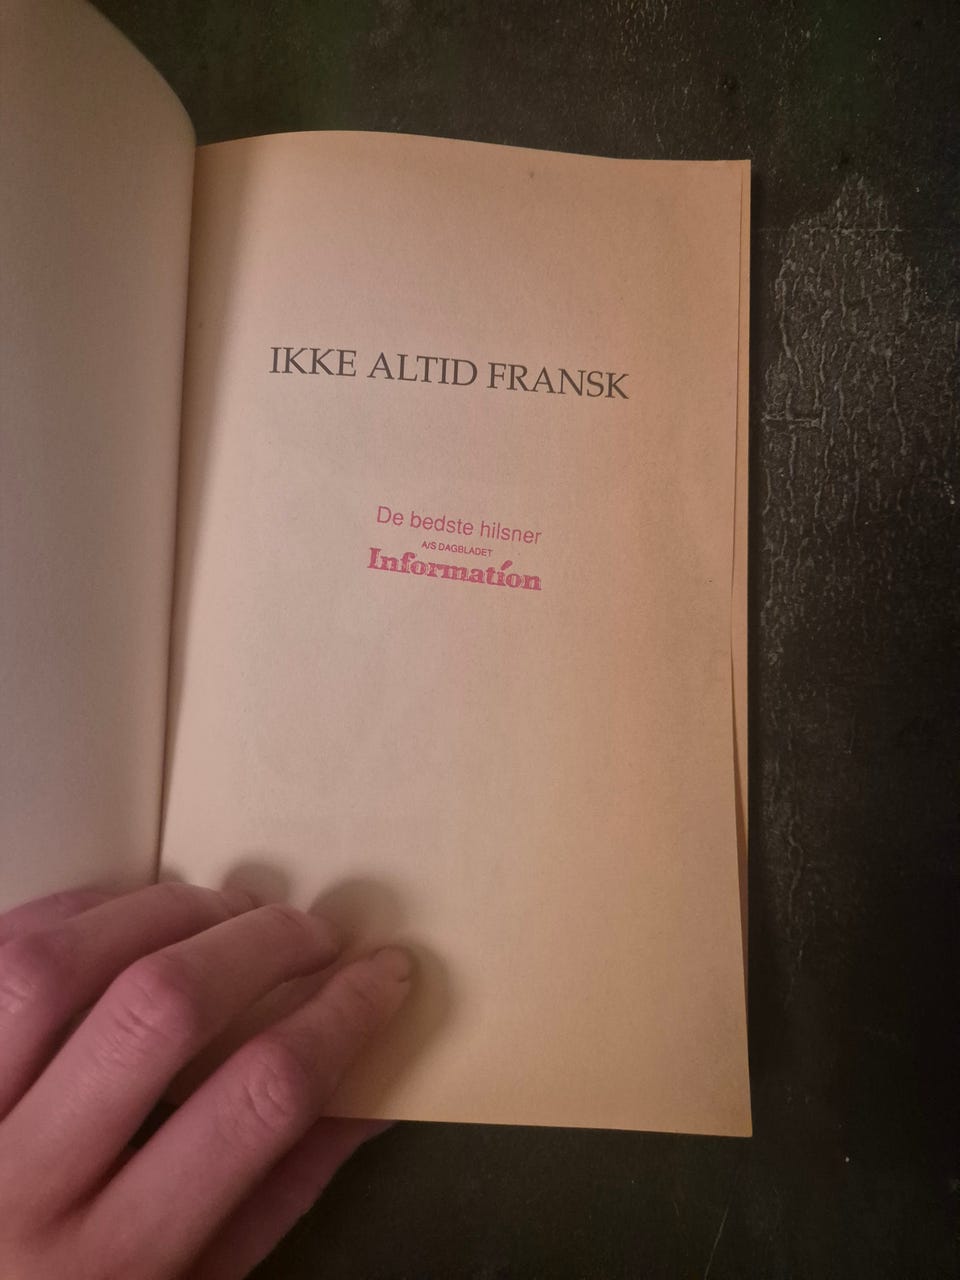 IKKE ALTID FRANSK
De bedste hilsner
A/S DAGBLADET
Information